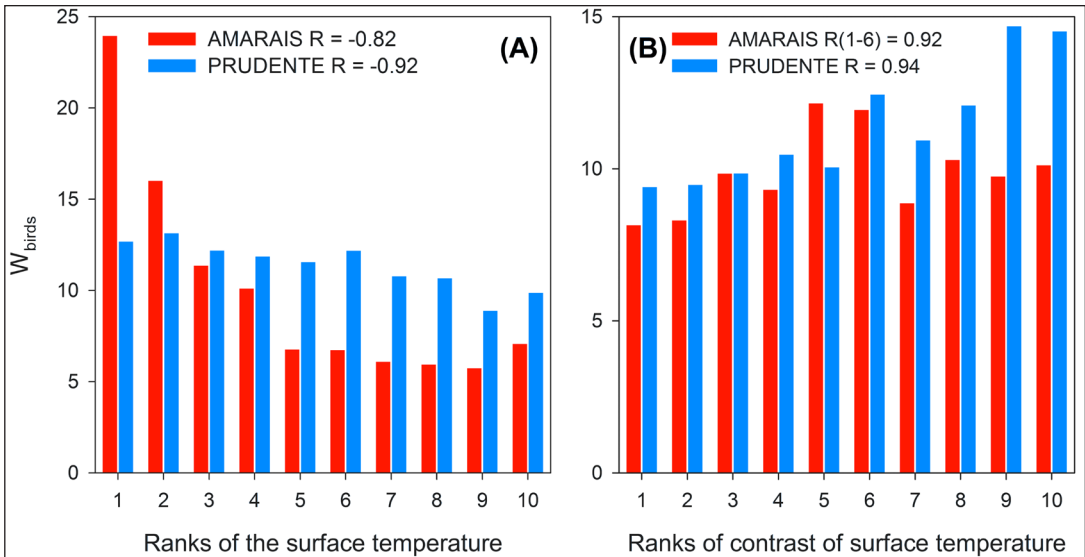 AMARAIS R = -0.82
PRUDENTE R = -0.92
(A)
25
20
15
10
5
0
W_birds
1 2 3 4 5 6 7 8 9 10
Ranks of the surface temperature
AMARAIS R(1-6) = 0.92
PRUDENTE R = 0.94
(B)
15
10
5
0
1 2 3 4 5 6 7 8 9 10
Ranks of contrast of surface temperature